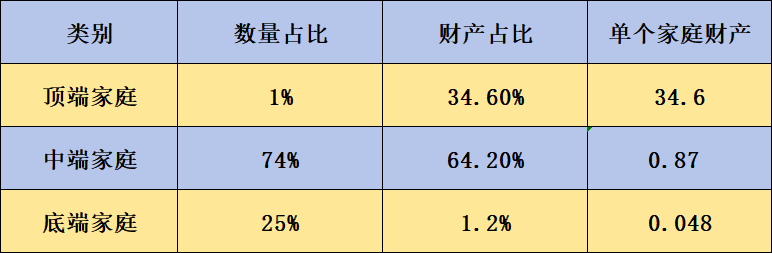 类别 数量占比 财产占比 单个家庭财产
顶端家庭 1% 34.60% 34.6
中端家庭 74% 64.20% 0.87
底端家庭 25% 1.2% 0.048